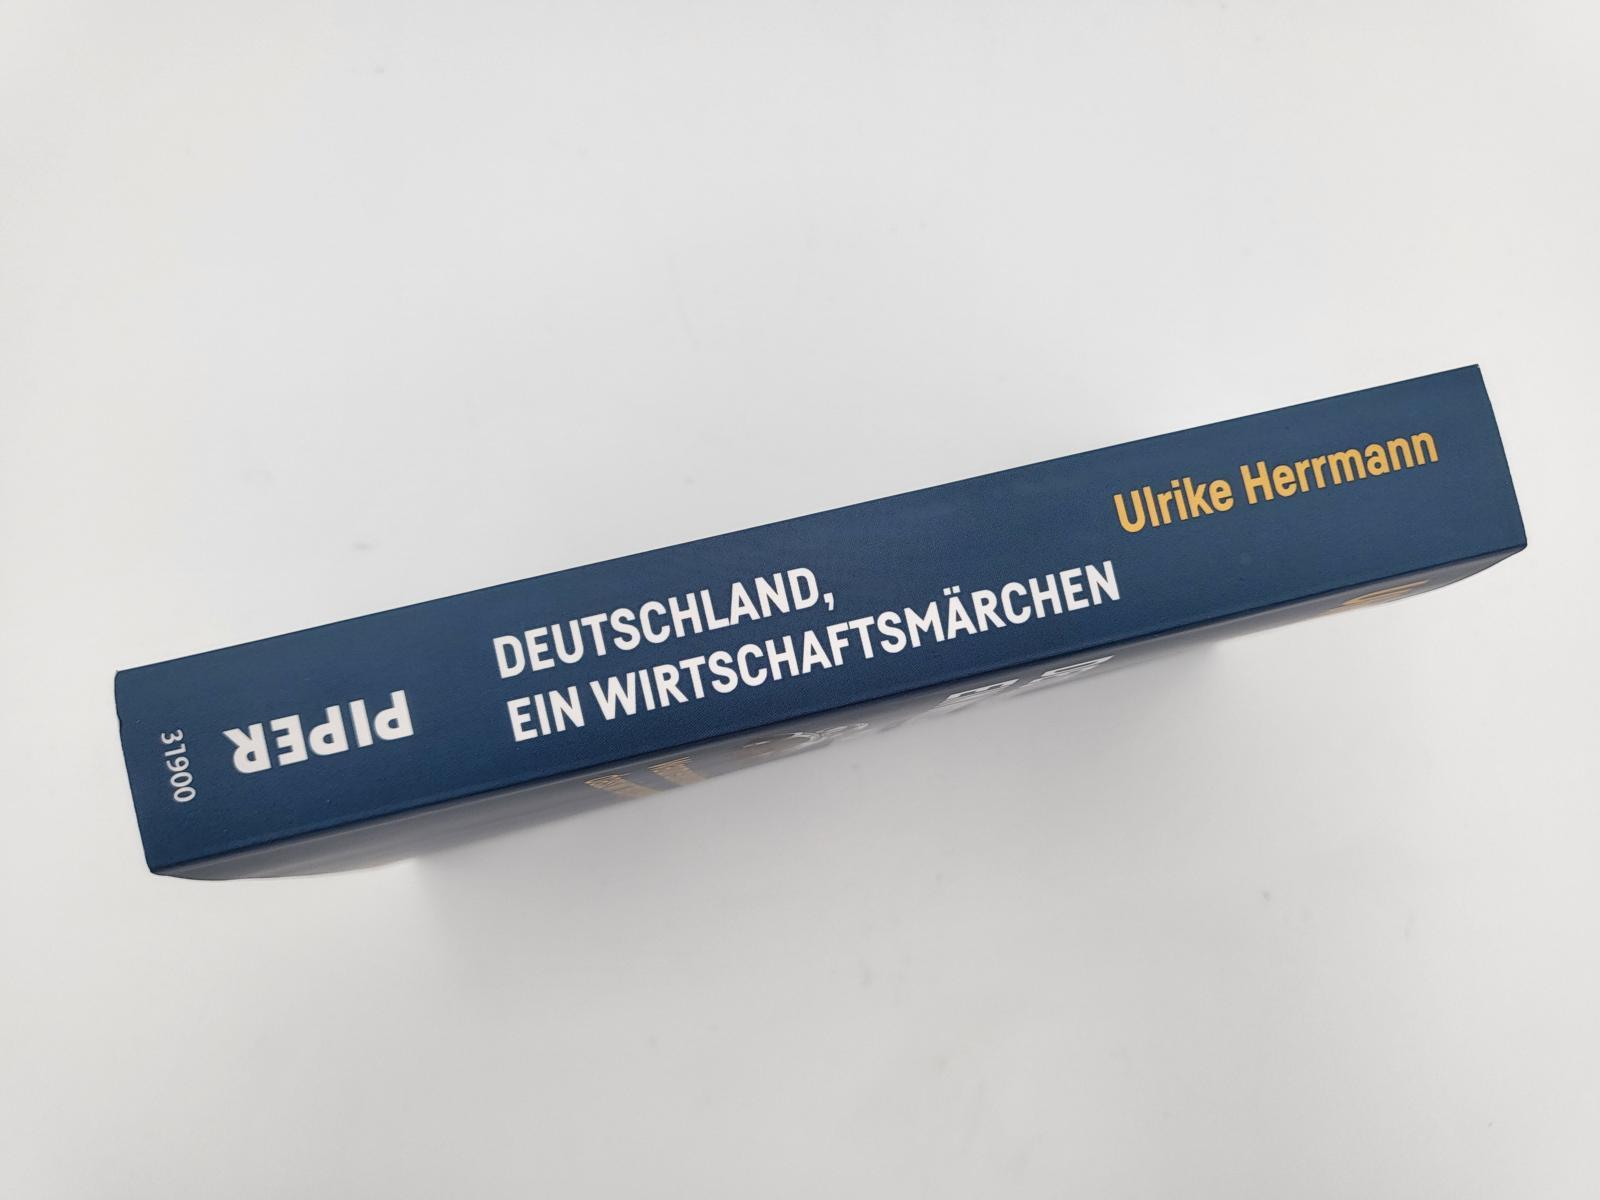 Ulrike Herrmann
DEUTSCHLAND,
EIN WIRTSCHAFTSMÄRCHEN
PIPER
31900